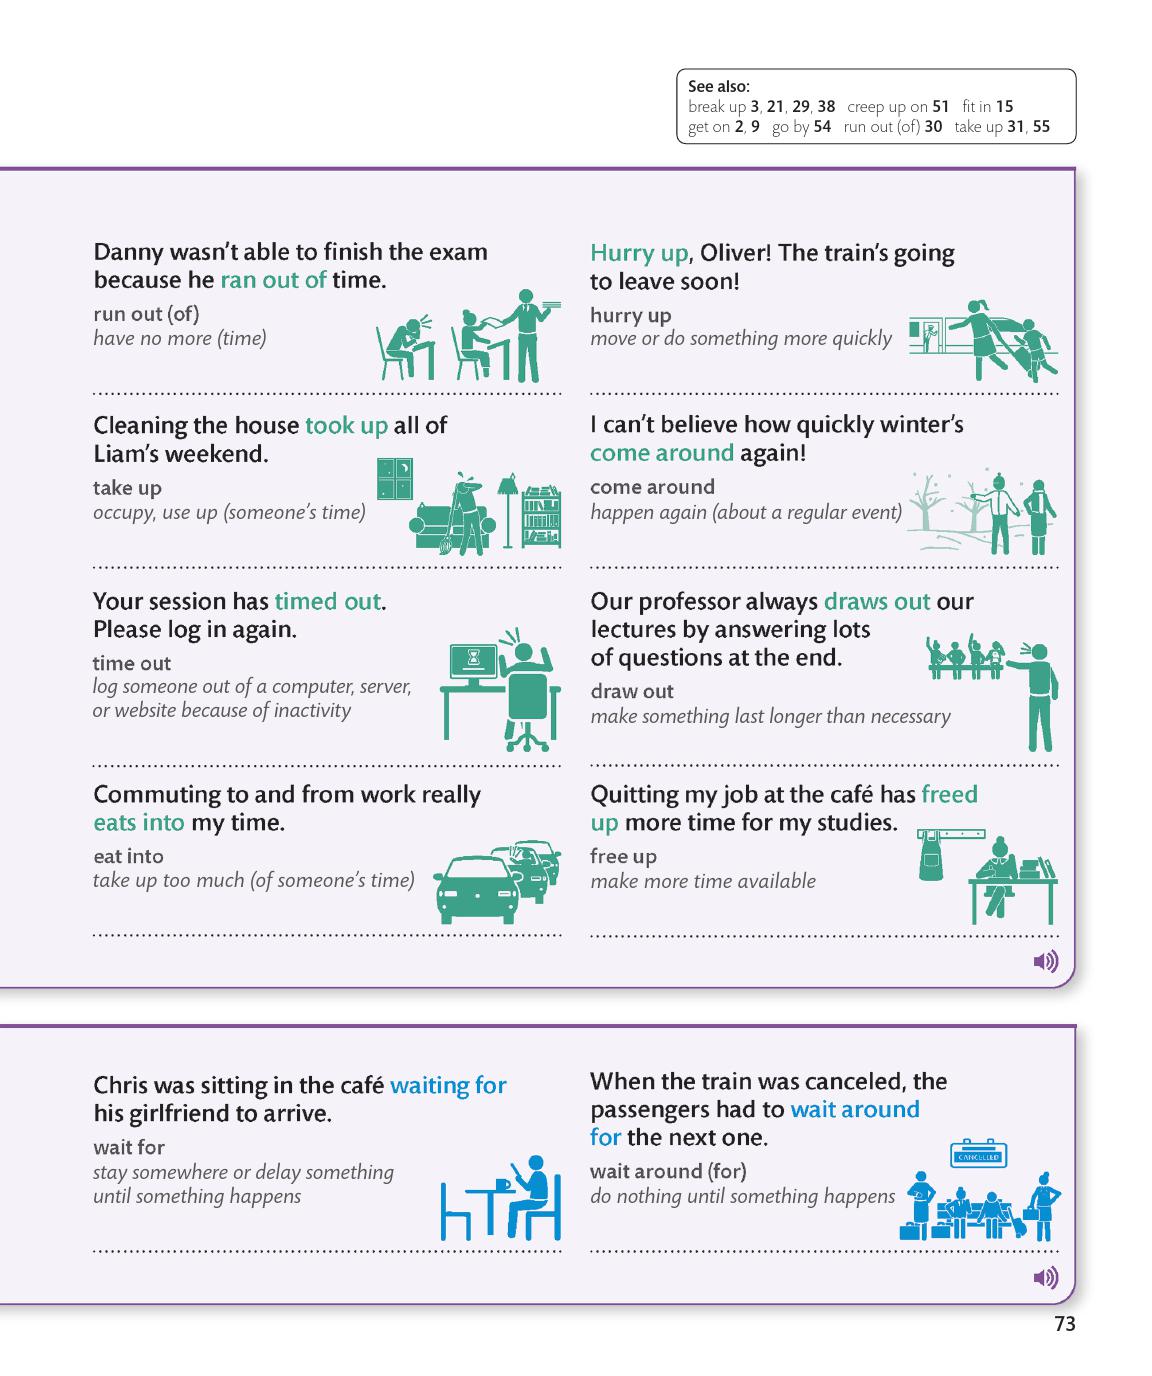 See also:
break up 3, 21, 29, 38 creep up on 51 fit in 15
get on 2, 9 go by 54 run out (of) 30 take up 31, 55
Danny wasn't able to finish the exam
because he ran out of time.
run out (of)
have no more (time)
Hurry up, Oliver! The train's going
to leave soon!
hurry up
move or do something more quickly
Cleaning the house took up all of
Liam's weekend.
take up
occupy, use up (someone's time)
I can't believe how quickly winter's
come around again!
come around
happen again (about a regular event)
Your session has timed out.
Please log in again.
time out
log someone out of a computer, server,
or website because of inactivity
Our professor always draws out our
lectures by answering lots
of questions at the end.
draw out
make something last longer than necessary
Commuting to and from work really
eats into my time.
eat into
take up too much (of someone's time)
Quitting my job at the café has freed
up more time for my studies.
free up
make more time available
Chris was sitting in the café waiting for
his girlfriend to arrive.
wait for
stay somewhere or delay something
until something happens
When the train was canceled, the
passengers had to wait around
for the next one.
CANCELLED
wait around (for)
do nothing until something happens
73